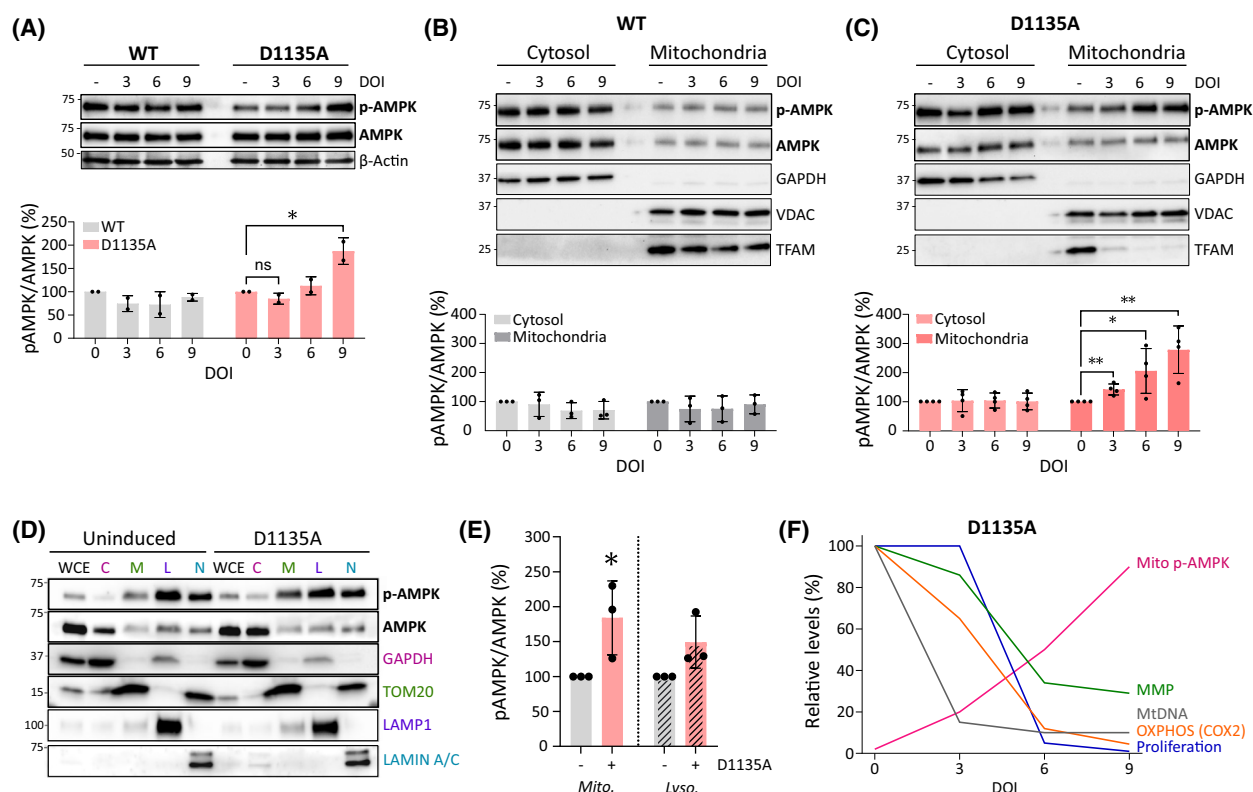 (A)
WT D1135A
- 3 6 9 - 3 6 9 DOI
75 p-AMPK
75 AMPK
50 β-Actin
pAMPK/AMPK (%)
250
200
150
100
50
0
WT
D1135A
ns
*
0 3 6 9 0 3 6 9
DOI
(B)
WT
Cytosol Mitochondria
- 3 6 9 - 3 6 9 DOI
75 p-AMPK
75 AMPK
37 GAPDH
37 VDAC
25 TFAM
pAMPK/AMPK (%)
400
300
200
100
0
Cytosol
Mitochondria
0 3 6 9 0 3 6 9
DOI
(C)
D1135A
Cytosol Mitochondria
- 3 6 9 - 3 6 9 DOI
75 p-AMPK
75 AMPK
37 GAPDH
37 VDAC
25 TFAM
pAMPK/AMPK (%)
400
300
200
100
0
Cytosol
Mitochondria
**
*
**
0 3 6 9 0 3 6 9
DOI
(D)
Uninduced D1135A
WCE C M L N WCE C M L N
75 p-AMPK
75 AMPK
37 GAPDH
15 TOM20
100 LAMP1
75 LAMIN A/C
(E)
pAMPK/AMPK (%)
300
250
200
150
100
50
0
*
- + - + D1135A
Mito. Lyso.
(F)
D1135A
Relative levels (%)
100
80
60
40
20
0
Mito p-AMPK
MMP
MtDNA
OXPHOS (COX2)
Proliferation
0 3 6 9
DOI